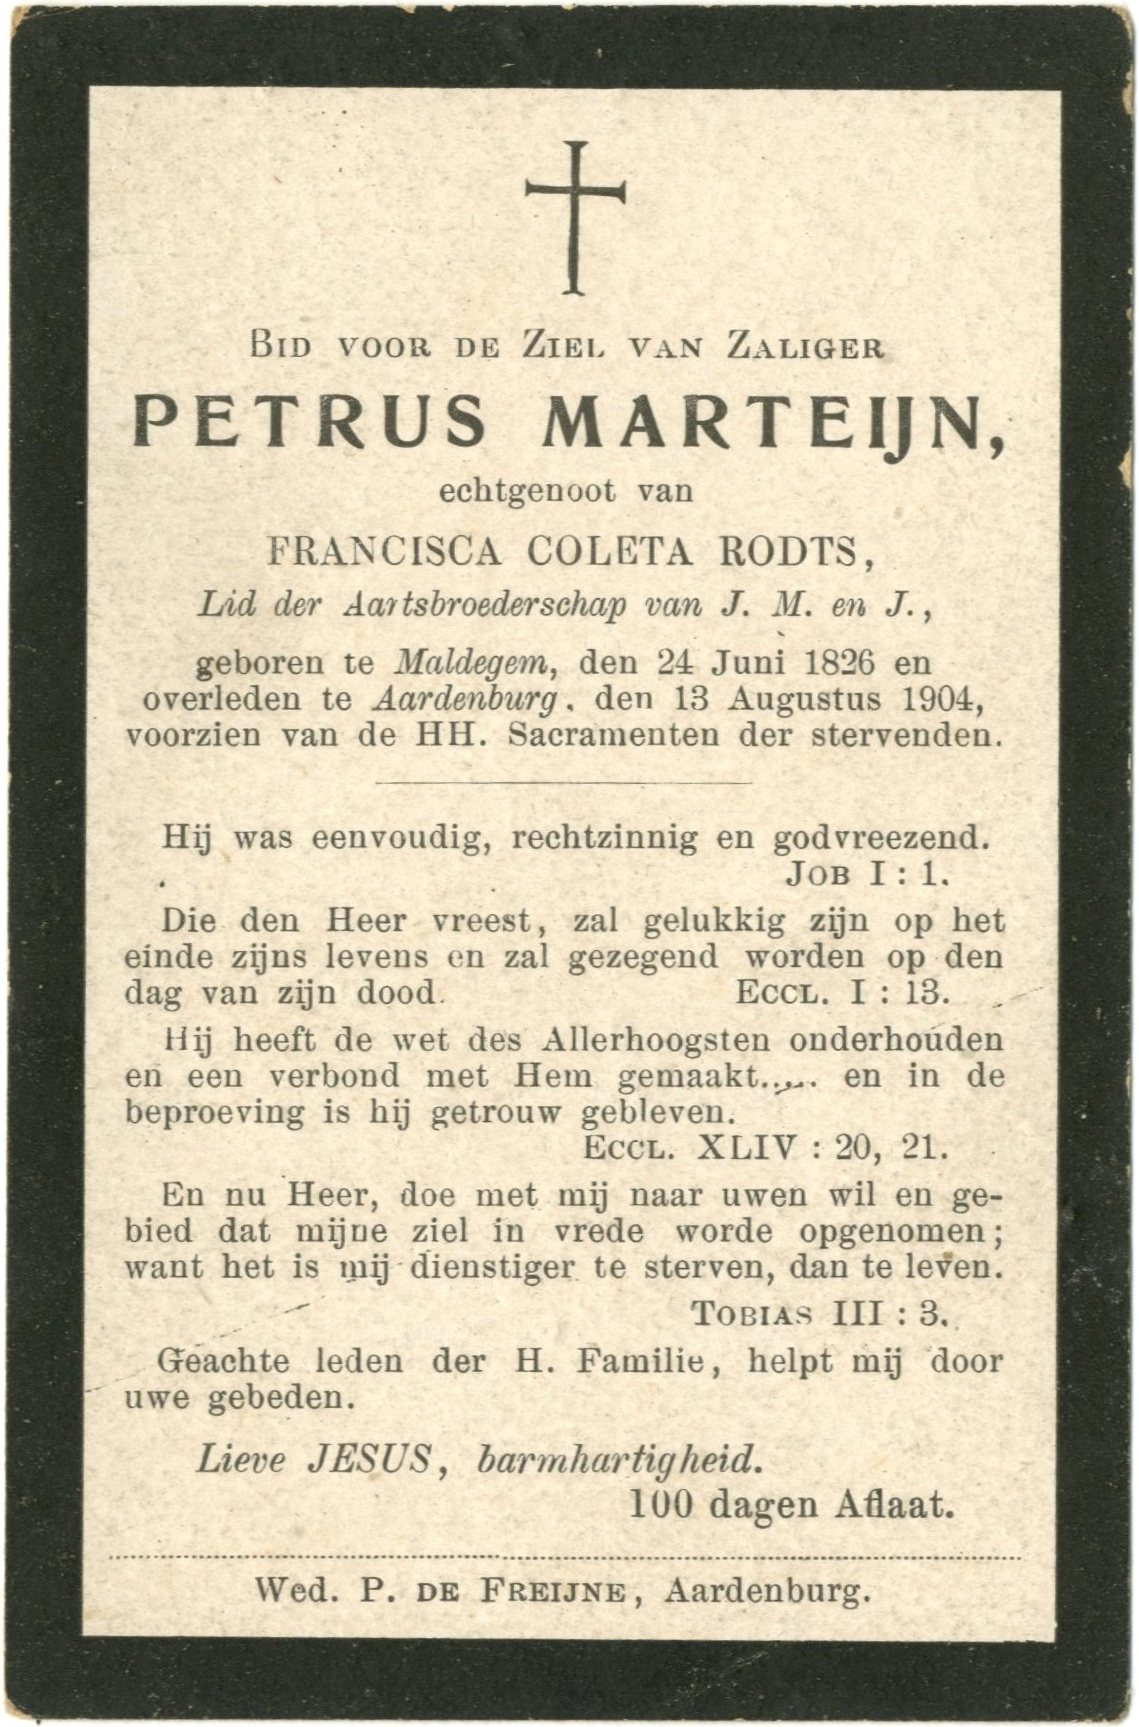 BID VOOR DE ZIEL VAN ZALIGER
PETRUS MARTEIJN,
echtgenoot van
FRANCISCA COLETA RODTS,
Lid der Aartsbroederschap van J. M. en J.,
geboren te Maldegem, den 24 Juni 1826 en
overleden te Aardenburg, den 13 Augustus 1904,
voorzien van de HH. Sacramenten der stervenden.
Hij was eenvoudig, rechtzinnig en godvreezend.
JOB I : 1.
Die den Heer vreest, zal gelukkig zijn op het
einde zijns levens en zal gezegend worden op den
dag van zijn dood. ECCL. I : 13.
Hij heeft de wet des Allerhoogsten onderhouden
en een verbond met Hem gemaakt..... en in de
beproeving is hij getrouw gebleven.
ECCL. XLIV : 20, 21.
En nu Heer, doe met mij naar uwen wil en ge-
bied dat mijne ziel in vrede worde opgenomen;
want het is mij dienstiger te sterven, dan te leven.
TOBIAS III : 3.
Geachte leden der H. Familie, helpt mij door
uwe gebeden.
Lieve JESUS, barmhartigheid.
100 dagen Aflaat.
Wed. P. DE FREIJNE, Aardenburg.